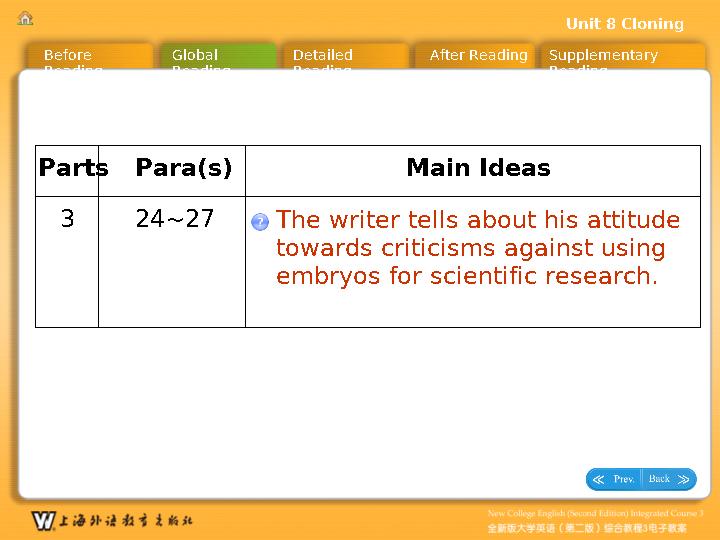 Unit 8 Cloning
Before Reading
Global Reading
Detailed Reading
After Reading
Supplementary Reading
Parts Para(s) Main Ideas
3 24~27 The writer tells about his attitude
towards criticisms against using
embryos for scientific research.
Prev. Back
New College English (Second Edition) Integrated Course 3
上海外语教育出版社
全新版大学英语（第二版）综合教程3电子教案